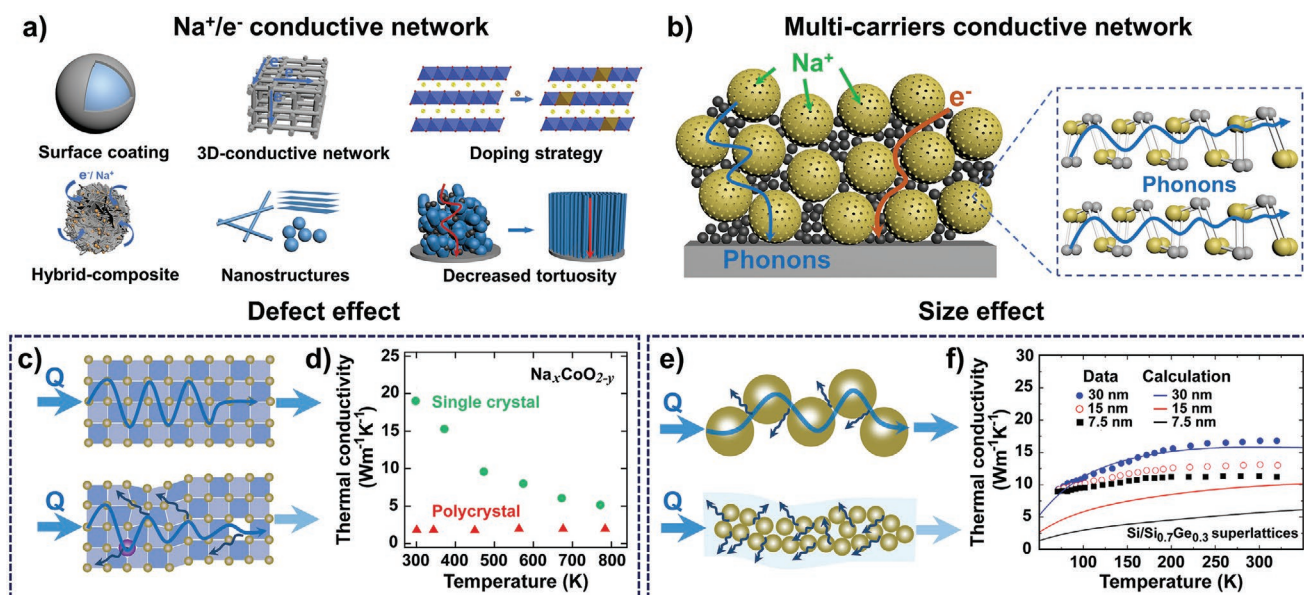 a) Na⁺/e⁻ conductive network
Surface coating
3D-conductive network
Doping strategy
e⁻/ Na⁺
Hybrid-composite
Nanostructures
Decreased tortuosity
b) Multi-carriers conductive network
Na⁺
e⁻
Phonons
Phonons
Defect effect
c)
Q
Q
d)
Thermal conductivity
(Wm⁻¹K⁻¹)
25
20
15
10
5
0
NaₓCoO₂₋ᵧ
Single crystal
Polycrystal
300 400 500 600 700 800
Temperature (K)
Size effect
e)
Q
Q
f)
Thermal conductivity
(Wm⁻¹K⁻¹)
30
25
20
15
10
5
0
Data Calculation
30 nm 30 nm
15 nm 15 nm
7.5 nm 7.5 nm
Si/Si₀.₇Ge₀.₃ superlattices
100 150 200 250 300
Temperature (K)